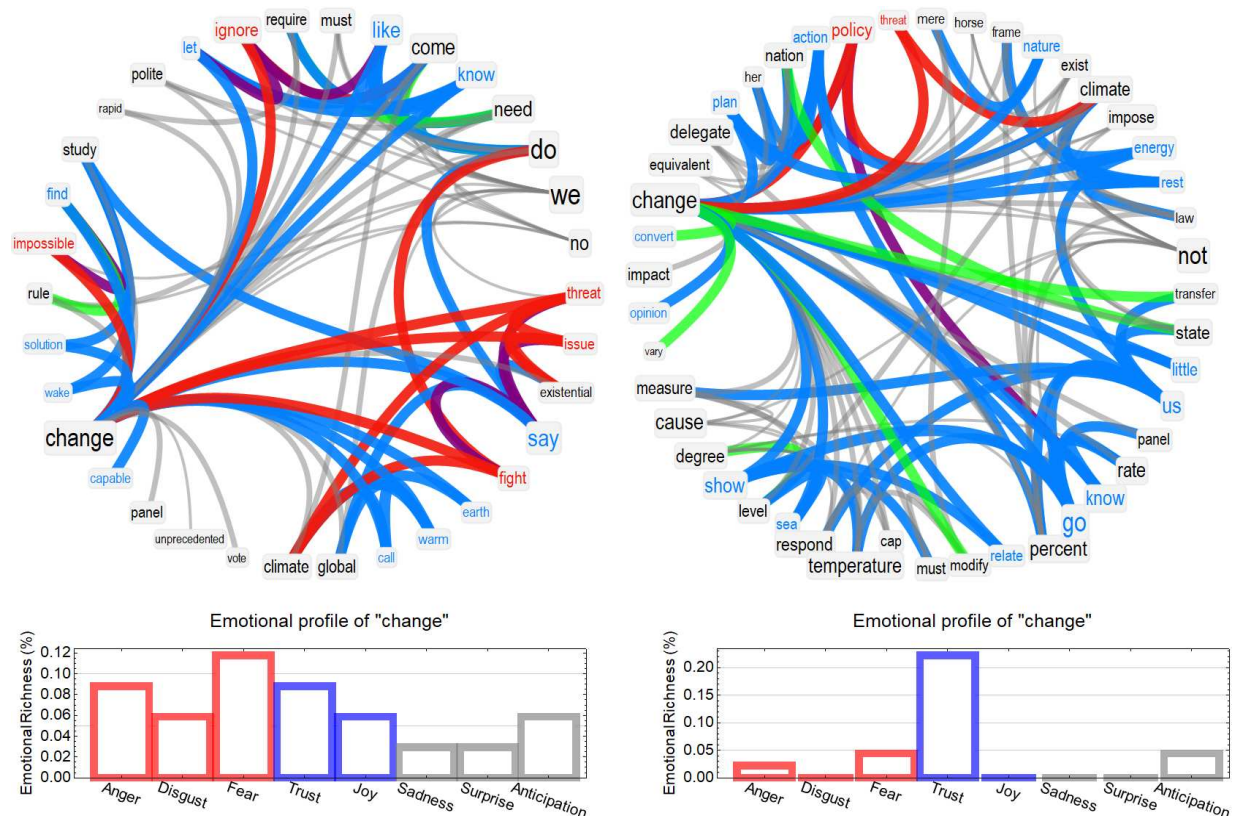 ignore
require
must
like
let
come
know
polite
need
rapid
do
study
we
find
no
impossible
threat
rule
issue
solution
existential
wake
say
change
capable
fight
panel
earth
unprecedented
warm
vote
climate
global
call
policy
threat
mere
horse
action
frame
nature
nation
exist
her
climate
plan
impose
delegate
energy
equivalent
rest
change
law
convert
not
impact
transfer
opinion
state
vary
little
measure
us
cause
panel
degree
rate
show
know
level
go
sea
percent
respond
cap
relate
temperature
must
modify
Emotional profile of "change"
Emotional Richness (%)
0.12
0.10
0.08
0.06
0.04
0.02
0.00
Anger
Disgust
Fear
Trust
Joy
Sadness
Surprise
Anticipation
Emotional profile of "change"
Emotional Richness (%)
0.20
0.15
0.10
0.05
0.00
Anger
Disgust
Fear
Trust
Joy
Sadness
Surprise
Anticipation